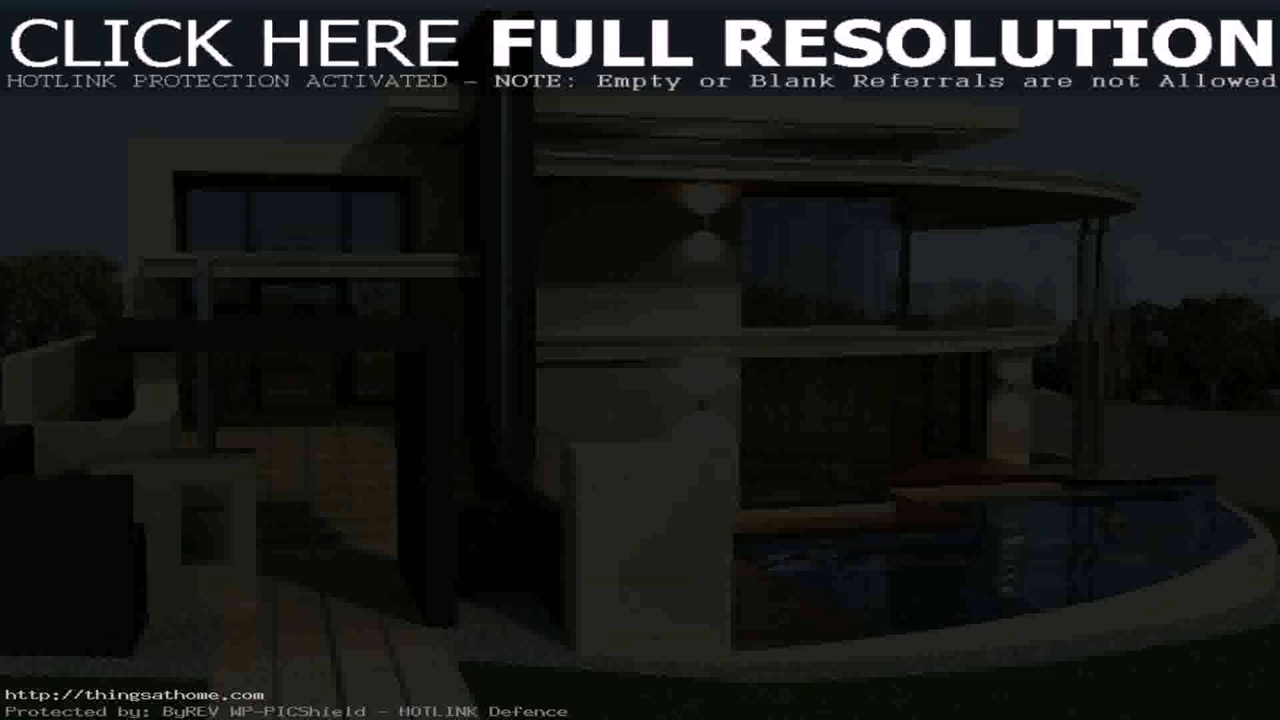 CLICK HERE FULL RESOLUTION
HOTLINK PROTECTION ACTIVATED - NOTE: Empty or Blank Referrals are not Allowed
http://thingsathome.com
Protected by: ByREV WP-PICShield - HOTLINK Defence